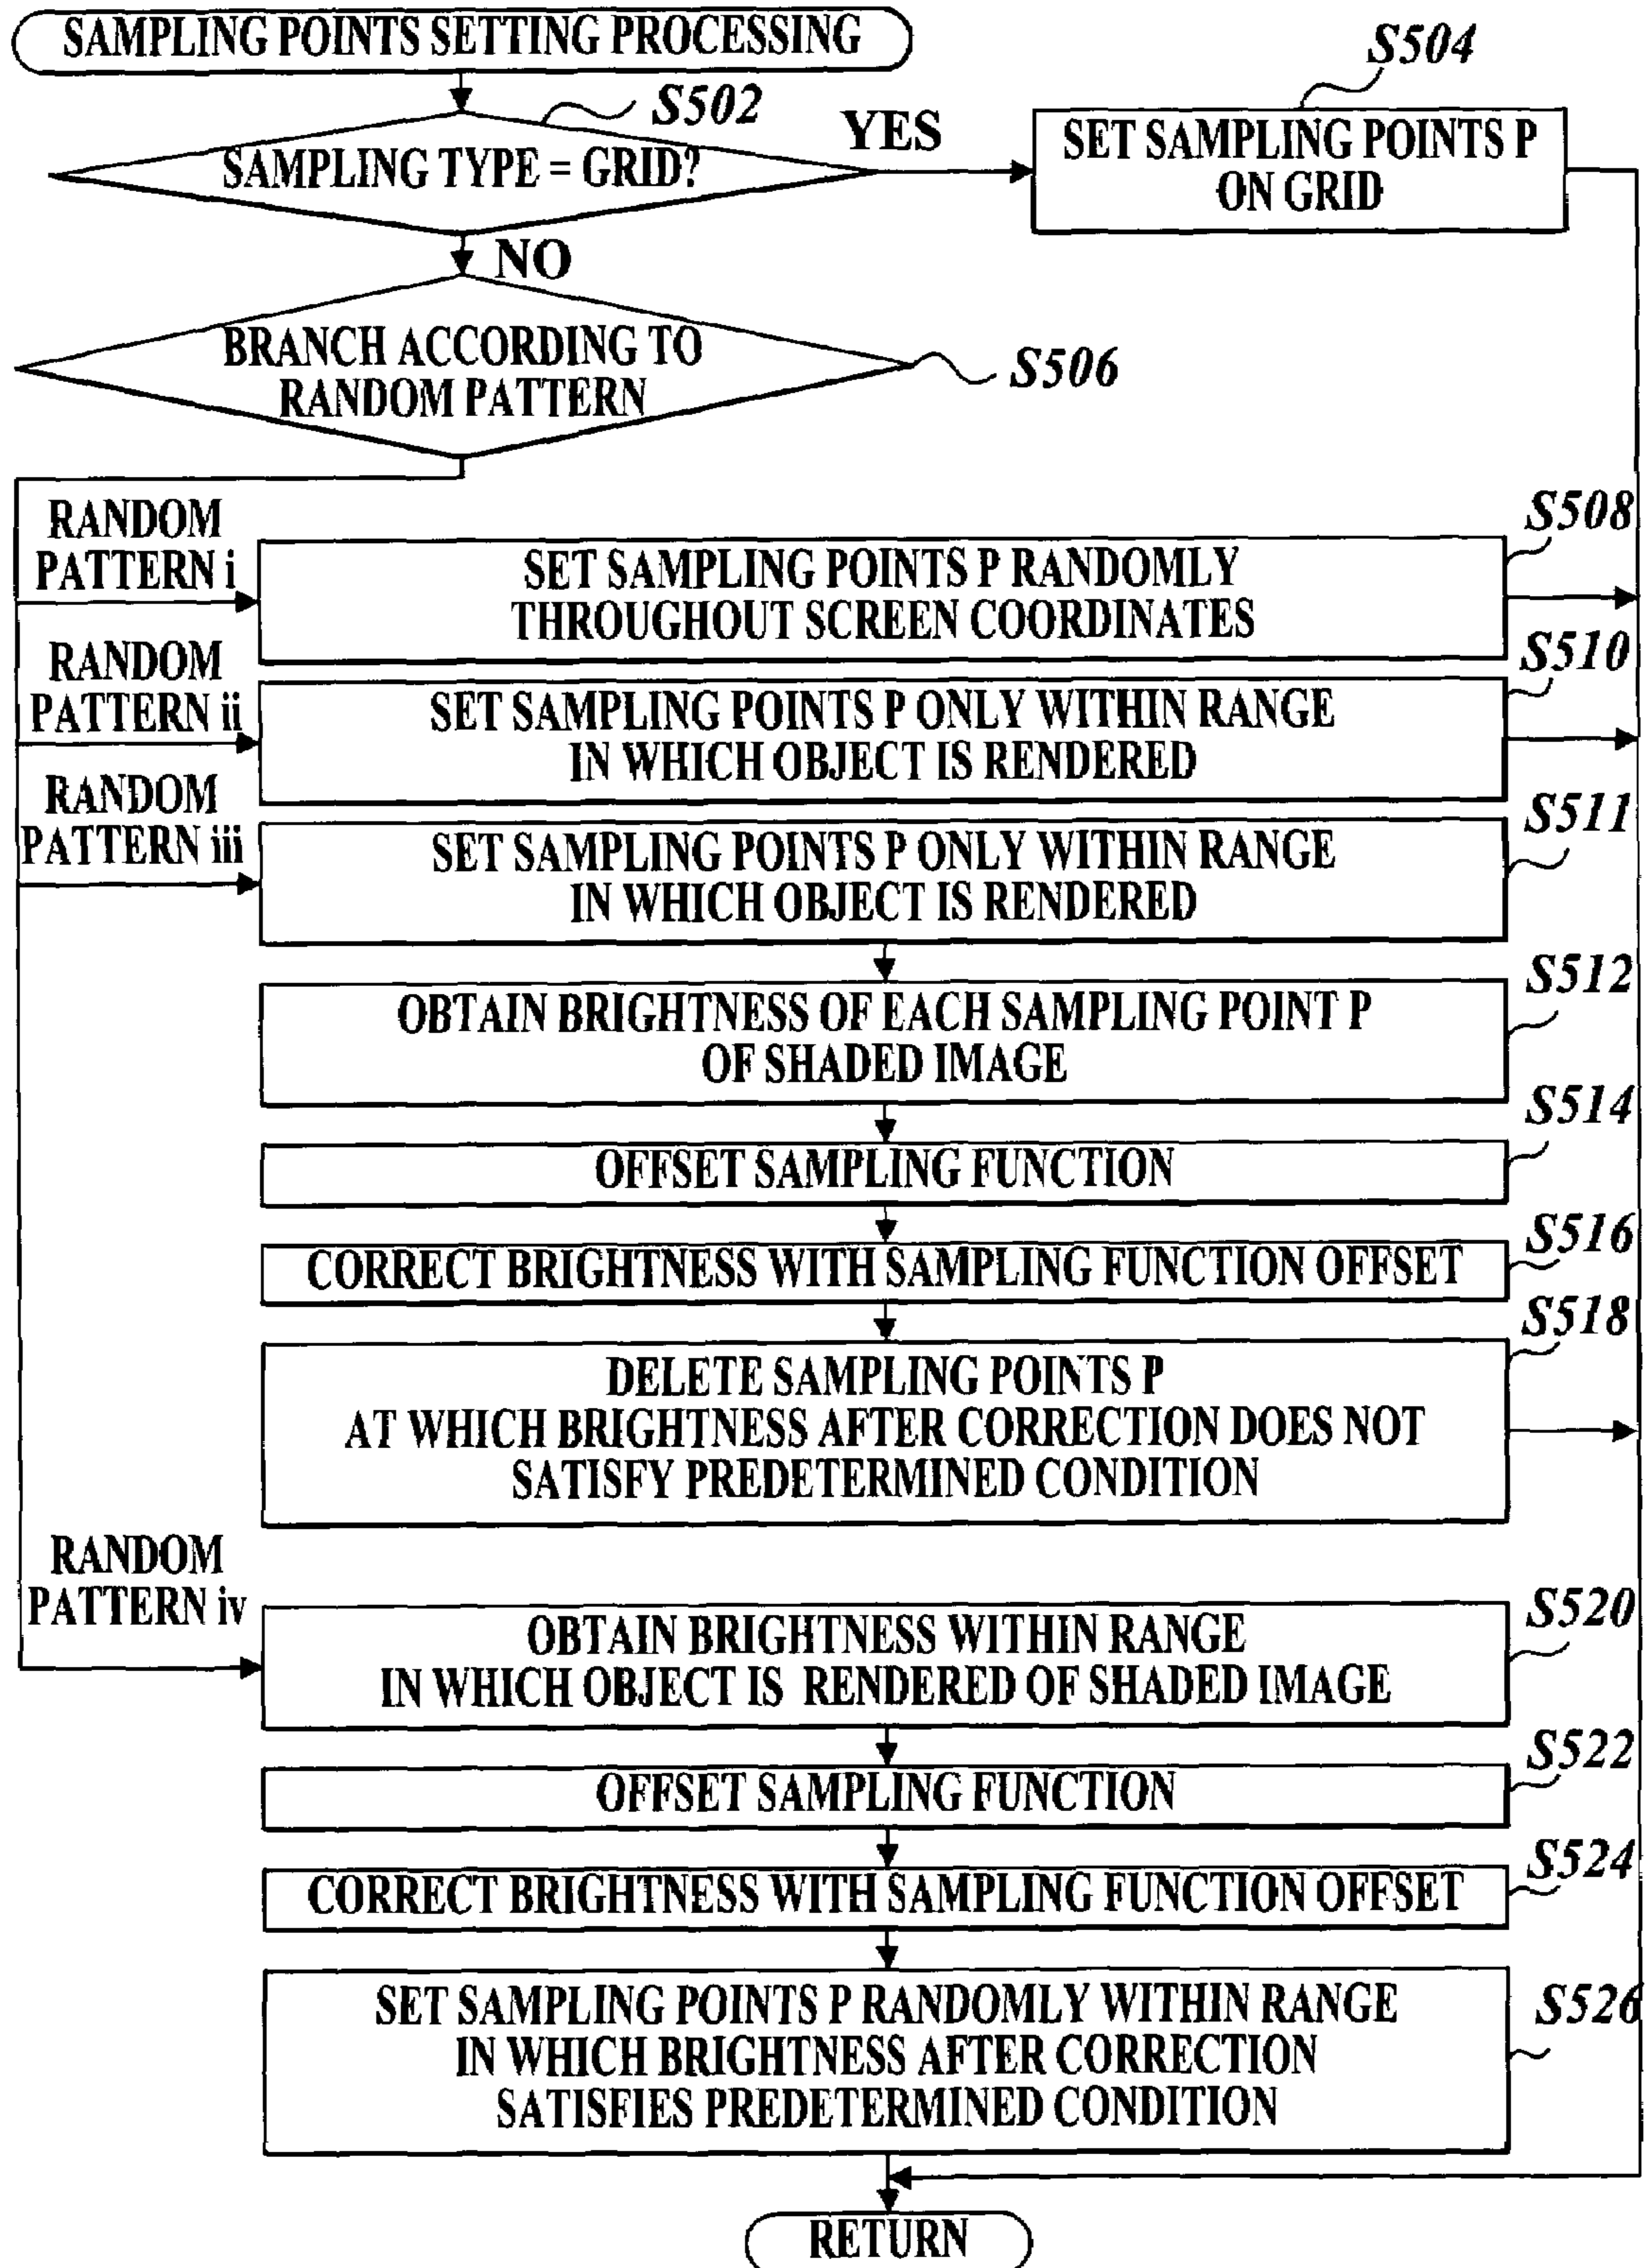 SAMPLING POINTS SETTING PROCESSING
S502
SAMPLING TYPE = GRID?
YES
S504
SET SAMPLING POINTS P
ON GRID
NO
BRANCH ACCORDING TO
RANDOM PATTERN
S506
RANDOM
PATTERN i
S508
SET SAMPLING POINTS P RANDOMLY
THROUGHOUT SCREEN COORDINATES
RANDOM
PATTERN ii
S510
SET SAMPLING POINTS P ONLY WITHIN RANGE
IN WHICH OBJECT IS RENDERED
RANDOM
PATTERN iii
S511
SET SAMPLING POINTS P ONLY WITHIN RANGE
IN WHICH OBJECT IS RENDERED
S512
OBTAIN BRIGHTNESS OF EACH SAMPLING POINT P
OF SHADED IMAGE
S514
OFFSET SAMPLING FUNCTION
S516
CORRECT BRIGHTNESS WITH SAMPLING FUNCTION OFFSET
S518
DELETE SAMPLING POINTS P
AT WHICH BRIGHTNESS AFTER CORRECTION DOES NOT
SATISFY PREDETERMINED CONDITION
RANDOM
PATTERN iv
S520
OBTAIN BRIGHTNESS WITHIN RANGE
IN WHICH OBJECT IS RENDERED OF SHADED IMAGE
S522
OFFSET SAMPLING FUNCTION
S524
CORRECT BRIGHTNESS WITH SAMPLING FUNCTION OFFSET
S526
SET SAMPLING POINTS P RANDOMLY WITHIN RANGE
IN WHICH BRIGHTNESS AFTER CORRECTION
SATISFIES PREDETERMINED CONDITION
RETURN